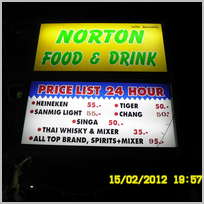 NORTON
FOOD & DRINK
PRICE LIST 24 HOUR
• HEINEKEN 55.- • TIGER 50.-
• SANMIG LIGHT 55.- • CHANG 50.-
• SINGA 50.-
• THAI WHISKY & MIXER 35.-
• ALL TOP BRAND, SPIRITS+MIXER 95.-
15/02/2012 19:57